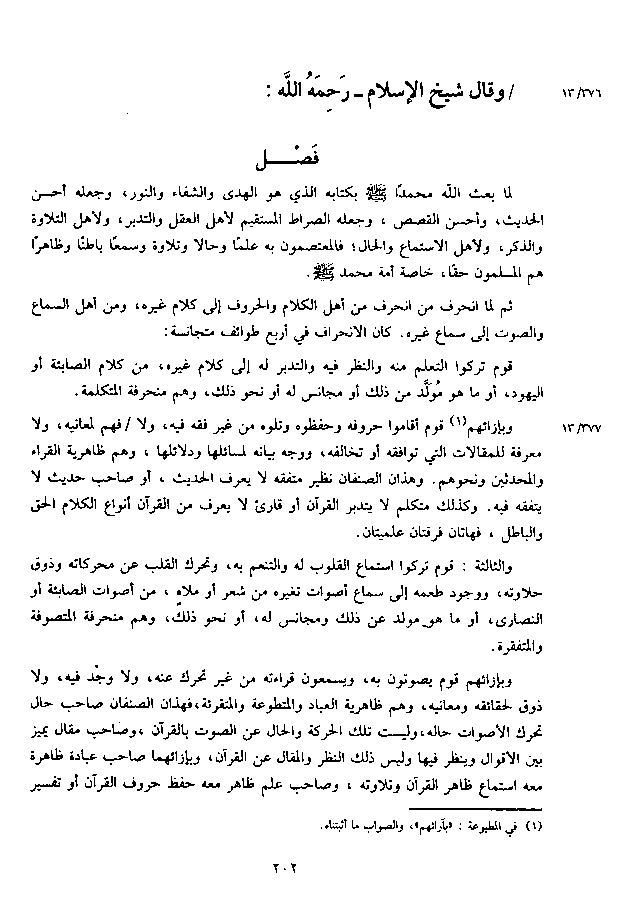 ١٣/٣٧٦ / وقال شيخ الإسلام ـ رَحِمَهُ اللَّه :
فَصْـــل
لما بعث اللّه محمدًا ﷺ بكتابه الذي هو الهدى والشفاء والنور، وجعله أحسن
الحديث، وأحسن القصص ، وجعله الصراط المستقيم لأهل العقل والتدبر، ولأهل التلاوة
والذكر، ولأهل الاستماع والحال؛ فالمعتصمون به علمًا وحالا وتلاوة وسمعًا باطنًا وظاهرًا
هم المسلمون حقًا، خاصة أمة محمد ﷺ.
ثم لما انحرف من انحرف من أهل الكلام والحروف إلى كلام غيره، ومن أهل السماع
والصوت إلى سماع غيره. كان الانحراف في أربع طوائف متجانسة:
قوم تركوا التعلم منه والنظر فيه والتدبر له إلى كلام غيره، من كلام الصابئة أو
اليهود، أو ما هو مُولَّد من ذلك أو مجانس له أو نحو ذلك، وهم منحرفة المتكلمة.
١٣/٣٧٧ وبإزائهم(١) قوم أقاموا حروفه وحفظوه وتلوه من غير فقه فيه، ولا / فهم لمعانيه، ولا
معرفة للمقالات التي توافقه أو تخالفه، ووجه بيانه لمسائلها ودلائلها ، وهم ظاهرية القراء
والمحدثين ونحوهم. وهذان الصنفان نظير متفقه لا يعرف الحديث ، أو صاحب حديث لا
يتفقه فيه. وكذلك متكلم لا يتدبر القرآن أو قارئ لا يعرف من القرآن أنواع الكلام الحق
والباطل ، فهاتان فرقتان علميتان.
والثالثة : قوم تركوا استماع القلوب له والتنعم به، وتحرك القلب عن محركاته وذوق
حلاوته، ووجود طعمه إلى سماع أصوات تغيره من شعر أو ملاهٍ ، من أصوات الصابئة أو
النصارى، أو ما هو مولد عن ذلك ومجانس له، أو نحو ذلك، وهم منحرفة المتصوفة
والمتفقرة.
وبإزائهم قوم يصوتون به، ويسمعون قراءته من غير تحرك عنه، ولا وجْد فيه، ولا
ذوق لحقائقه ومعانيه، وهم ظاهرية العباد والمتطوعة والمتقرئة،فهذان الصنفان صاحب حال
تحرك الأصوات حاله،وليست تلك الحركة والحال عن الصوت بالقرآن ،وصاحب مقال يميز
بين الأقوال وينظر فيها وليس ذلك النظر والمقال عن القرآن، وبإزائهما صاحب عبادة ظاهرة
معه استماع ظاهر القرآن وتلاوته ، وصاحب علم ظاهر معه حفظ حروف القرآن أو تفسير
(١) في المطبوعة : «بآرائهم»، والصواب ما أثبتناه.
٢٠٢